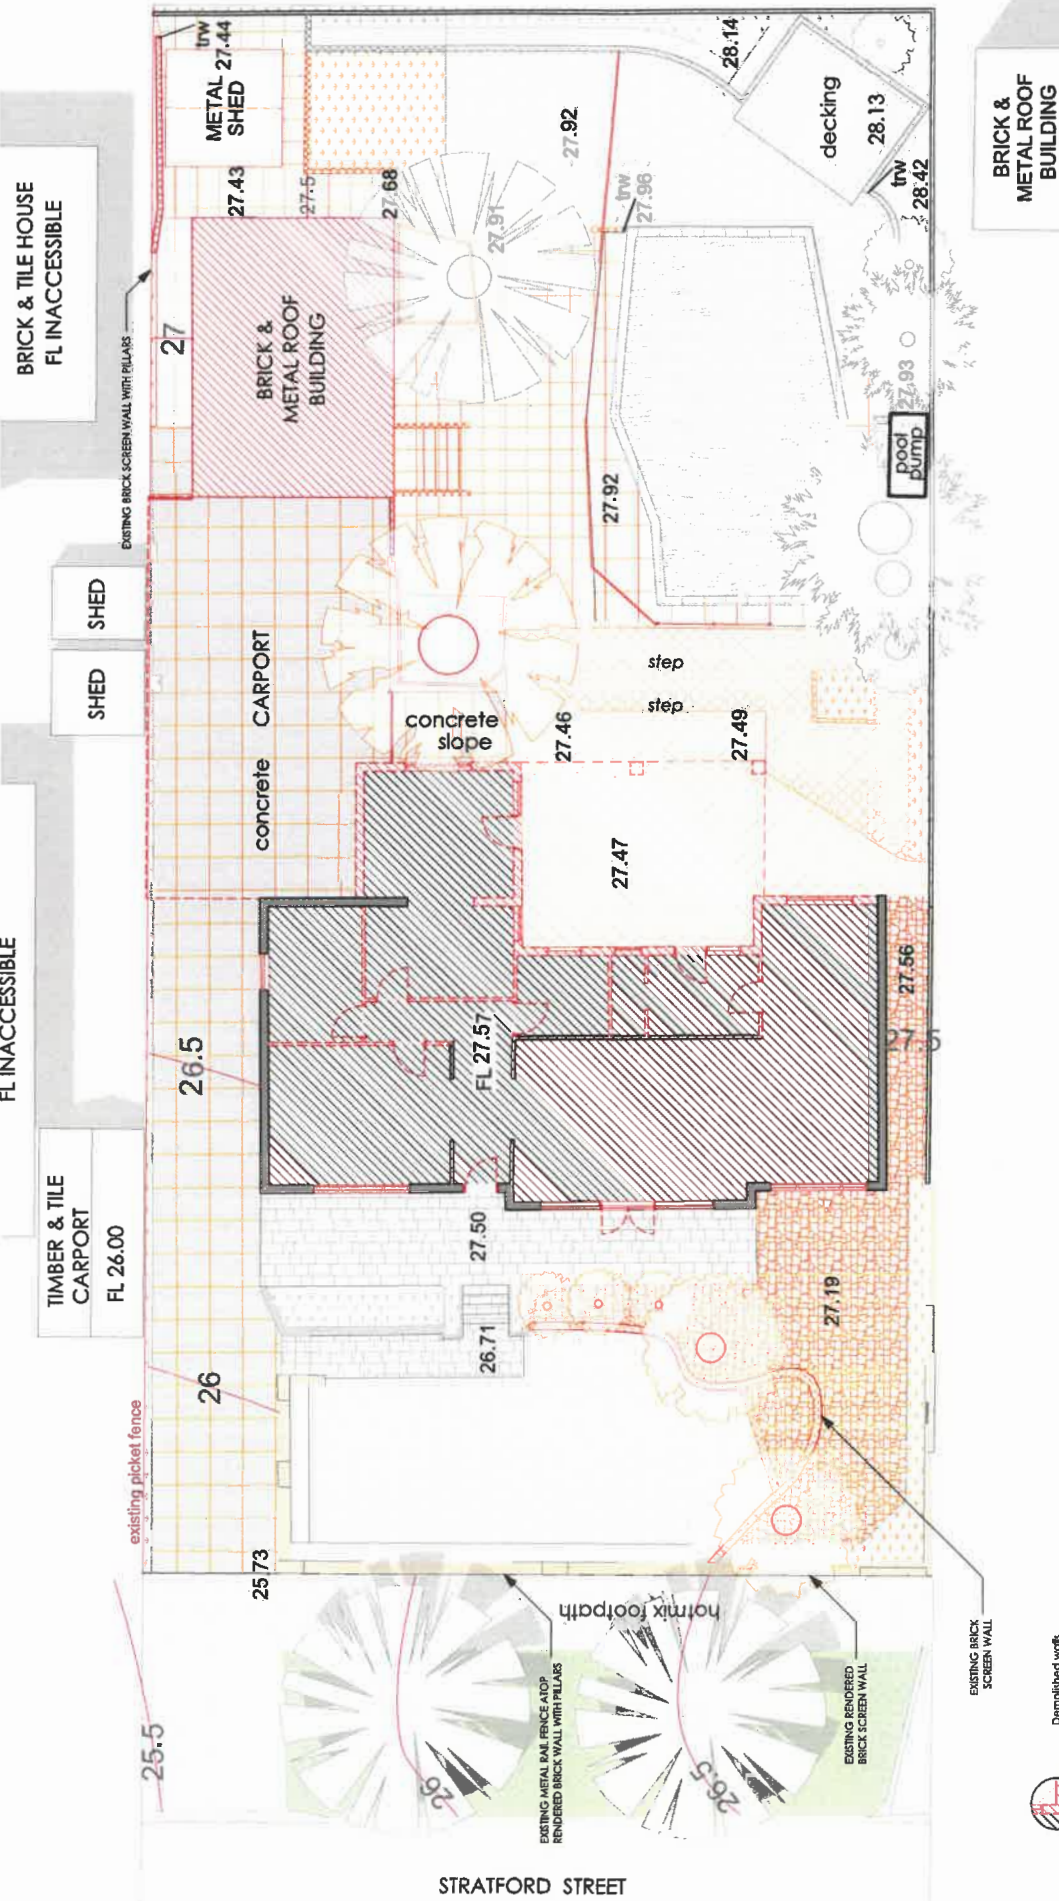 BRICK & TILE HOUSE
FL INACCESSIBLE
EXISTING BRICK SCREEN WALL WITH PILLARS
trw
27.44
METAL
SHED
27.43
27.5
27.68
27
BRICK &
METAL ROOF
BUILDING
27.91
27.92
trw
27.96
28.14
decking
28.13
trw
28.42
BRICK &
METAL ROOF
BUILDING
27.92
27.93
pool
pump
SHED
SHED
concrete CARPORT
concrete
slope
step
step
27.46
27.49
27.47
FL INACCESSIBLE
26.5
FL 27.57
27.56
27.5
TIMBER & TILE
CARPORT
FL 26.00
27.50
26.71
27.19
26
existing picket fence
25.73
hotmix footpath
25.5
26
26.5
EXISTING METAL RAIL FENCE ATOP
RENDERED BRICK WALL WITH PILLARS
EXISTING RENDERED
BRICK SCREEN WALL
EXISTING BRICK
SCREEN WALL
Demolished walls
STRATFORD STREET